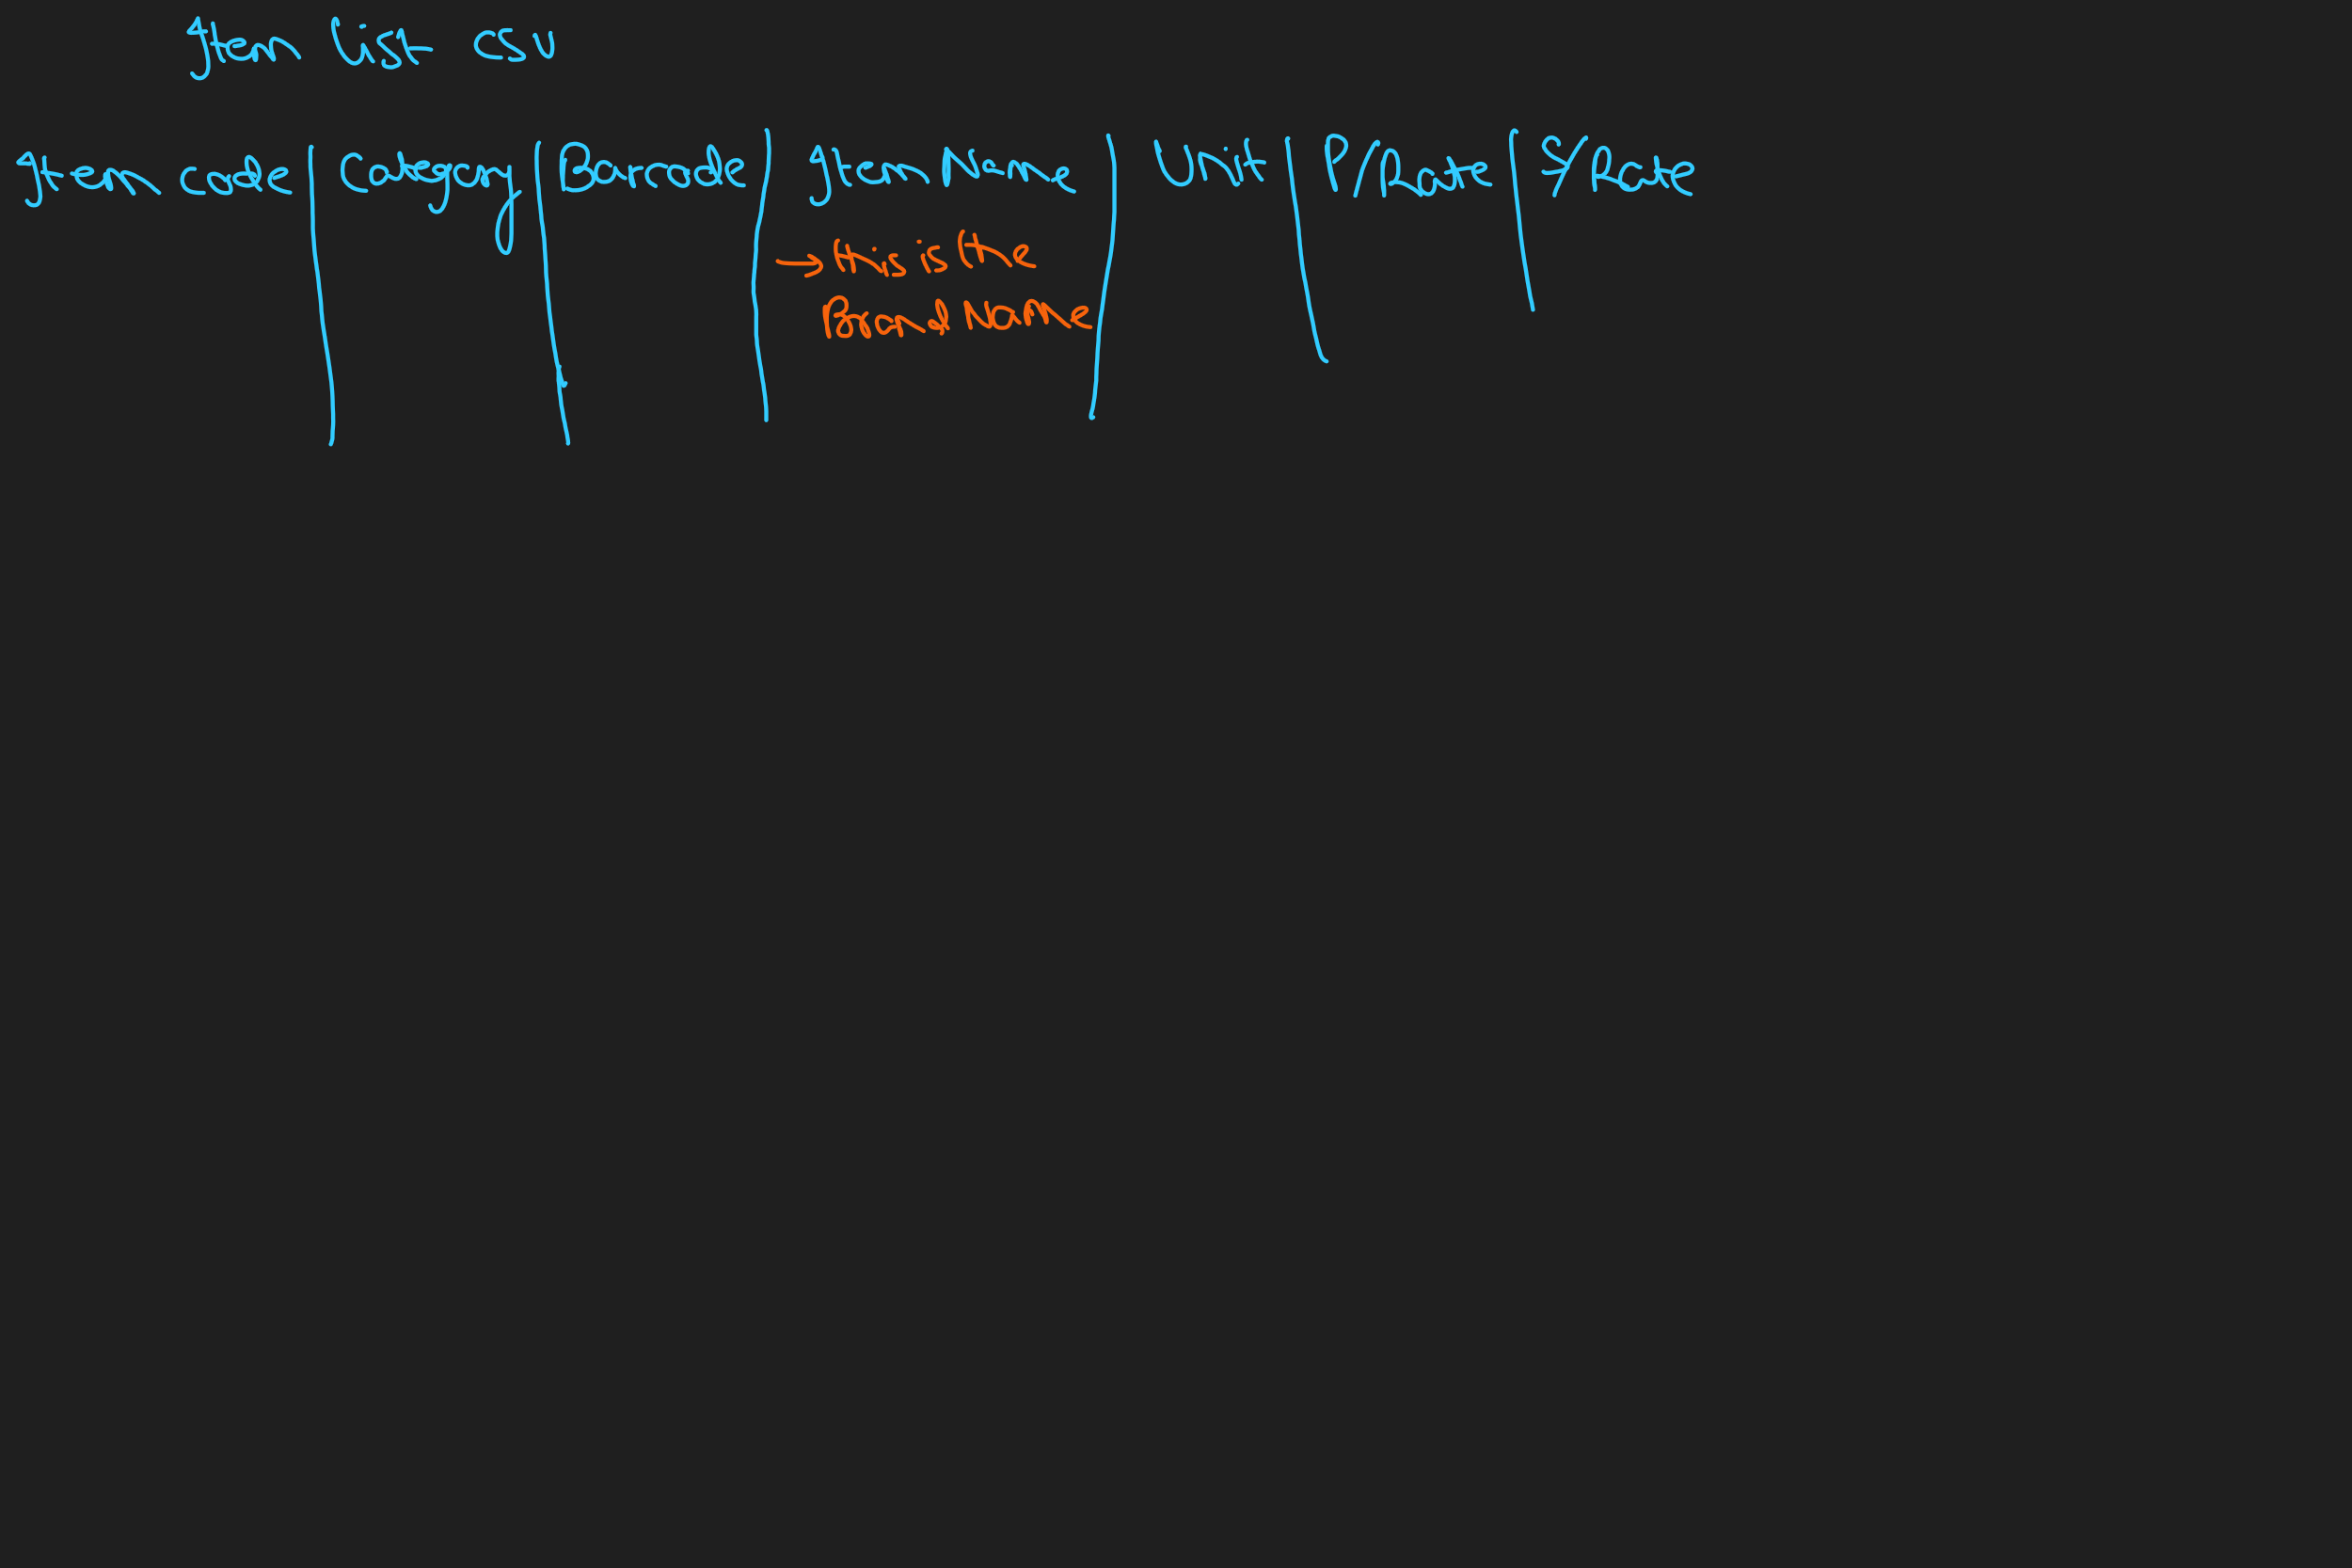 Item list csv
Item code | Category | Barcode | Item Name | Unit | P/Rate | S/Rate
→ this is the
Brand Name